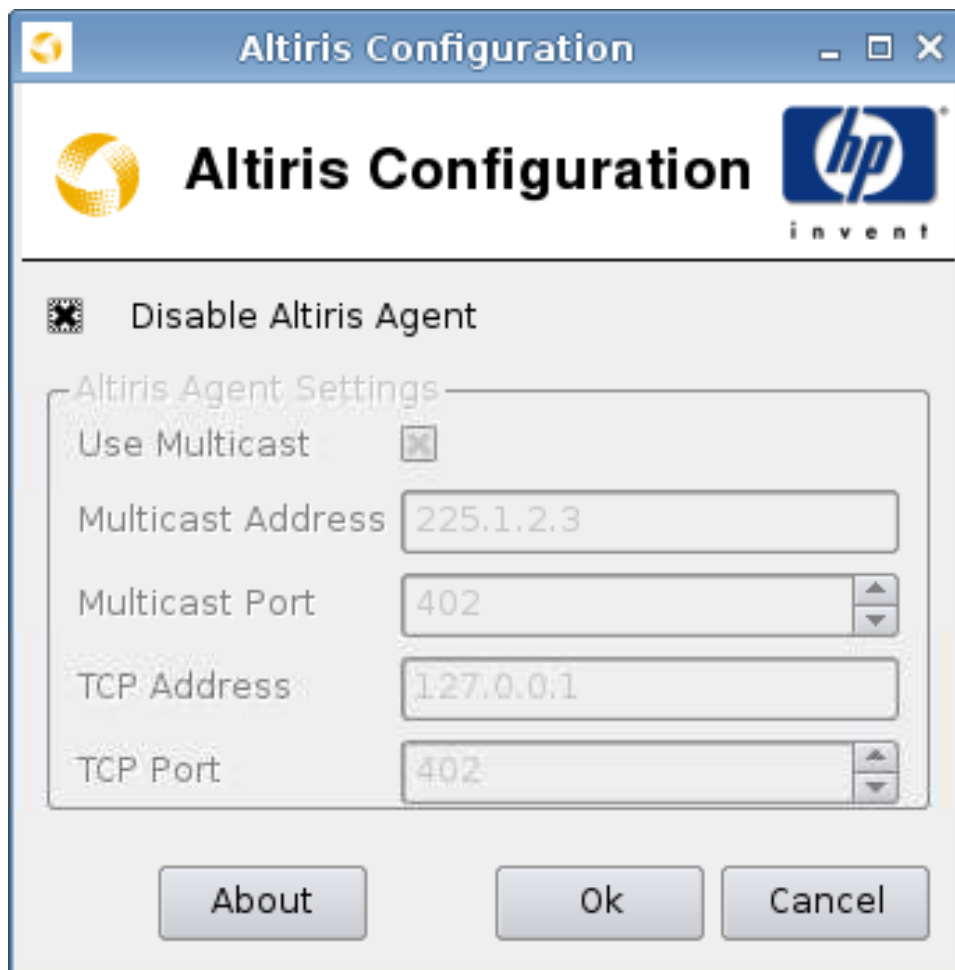 Altiris Configuration
Altiris Configuration
hp
invent
Disable Altiris Agent
Altiris Agent Settings
Use Multicast
Multicast Address 225.1.2.3
Multicast Port 402
TCP Address 127.0.0.1
TCP Port 402
About Ok Cancel